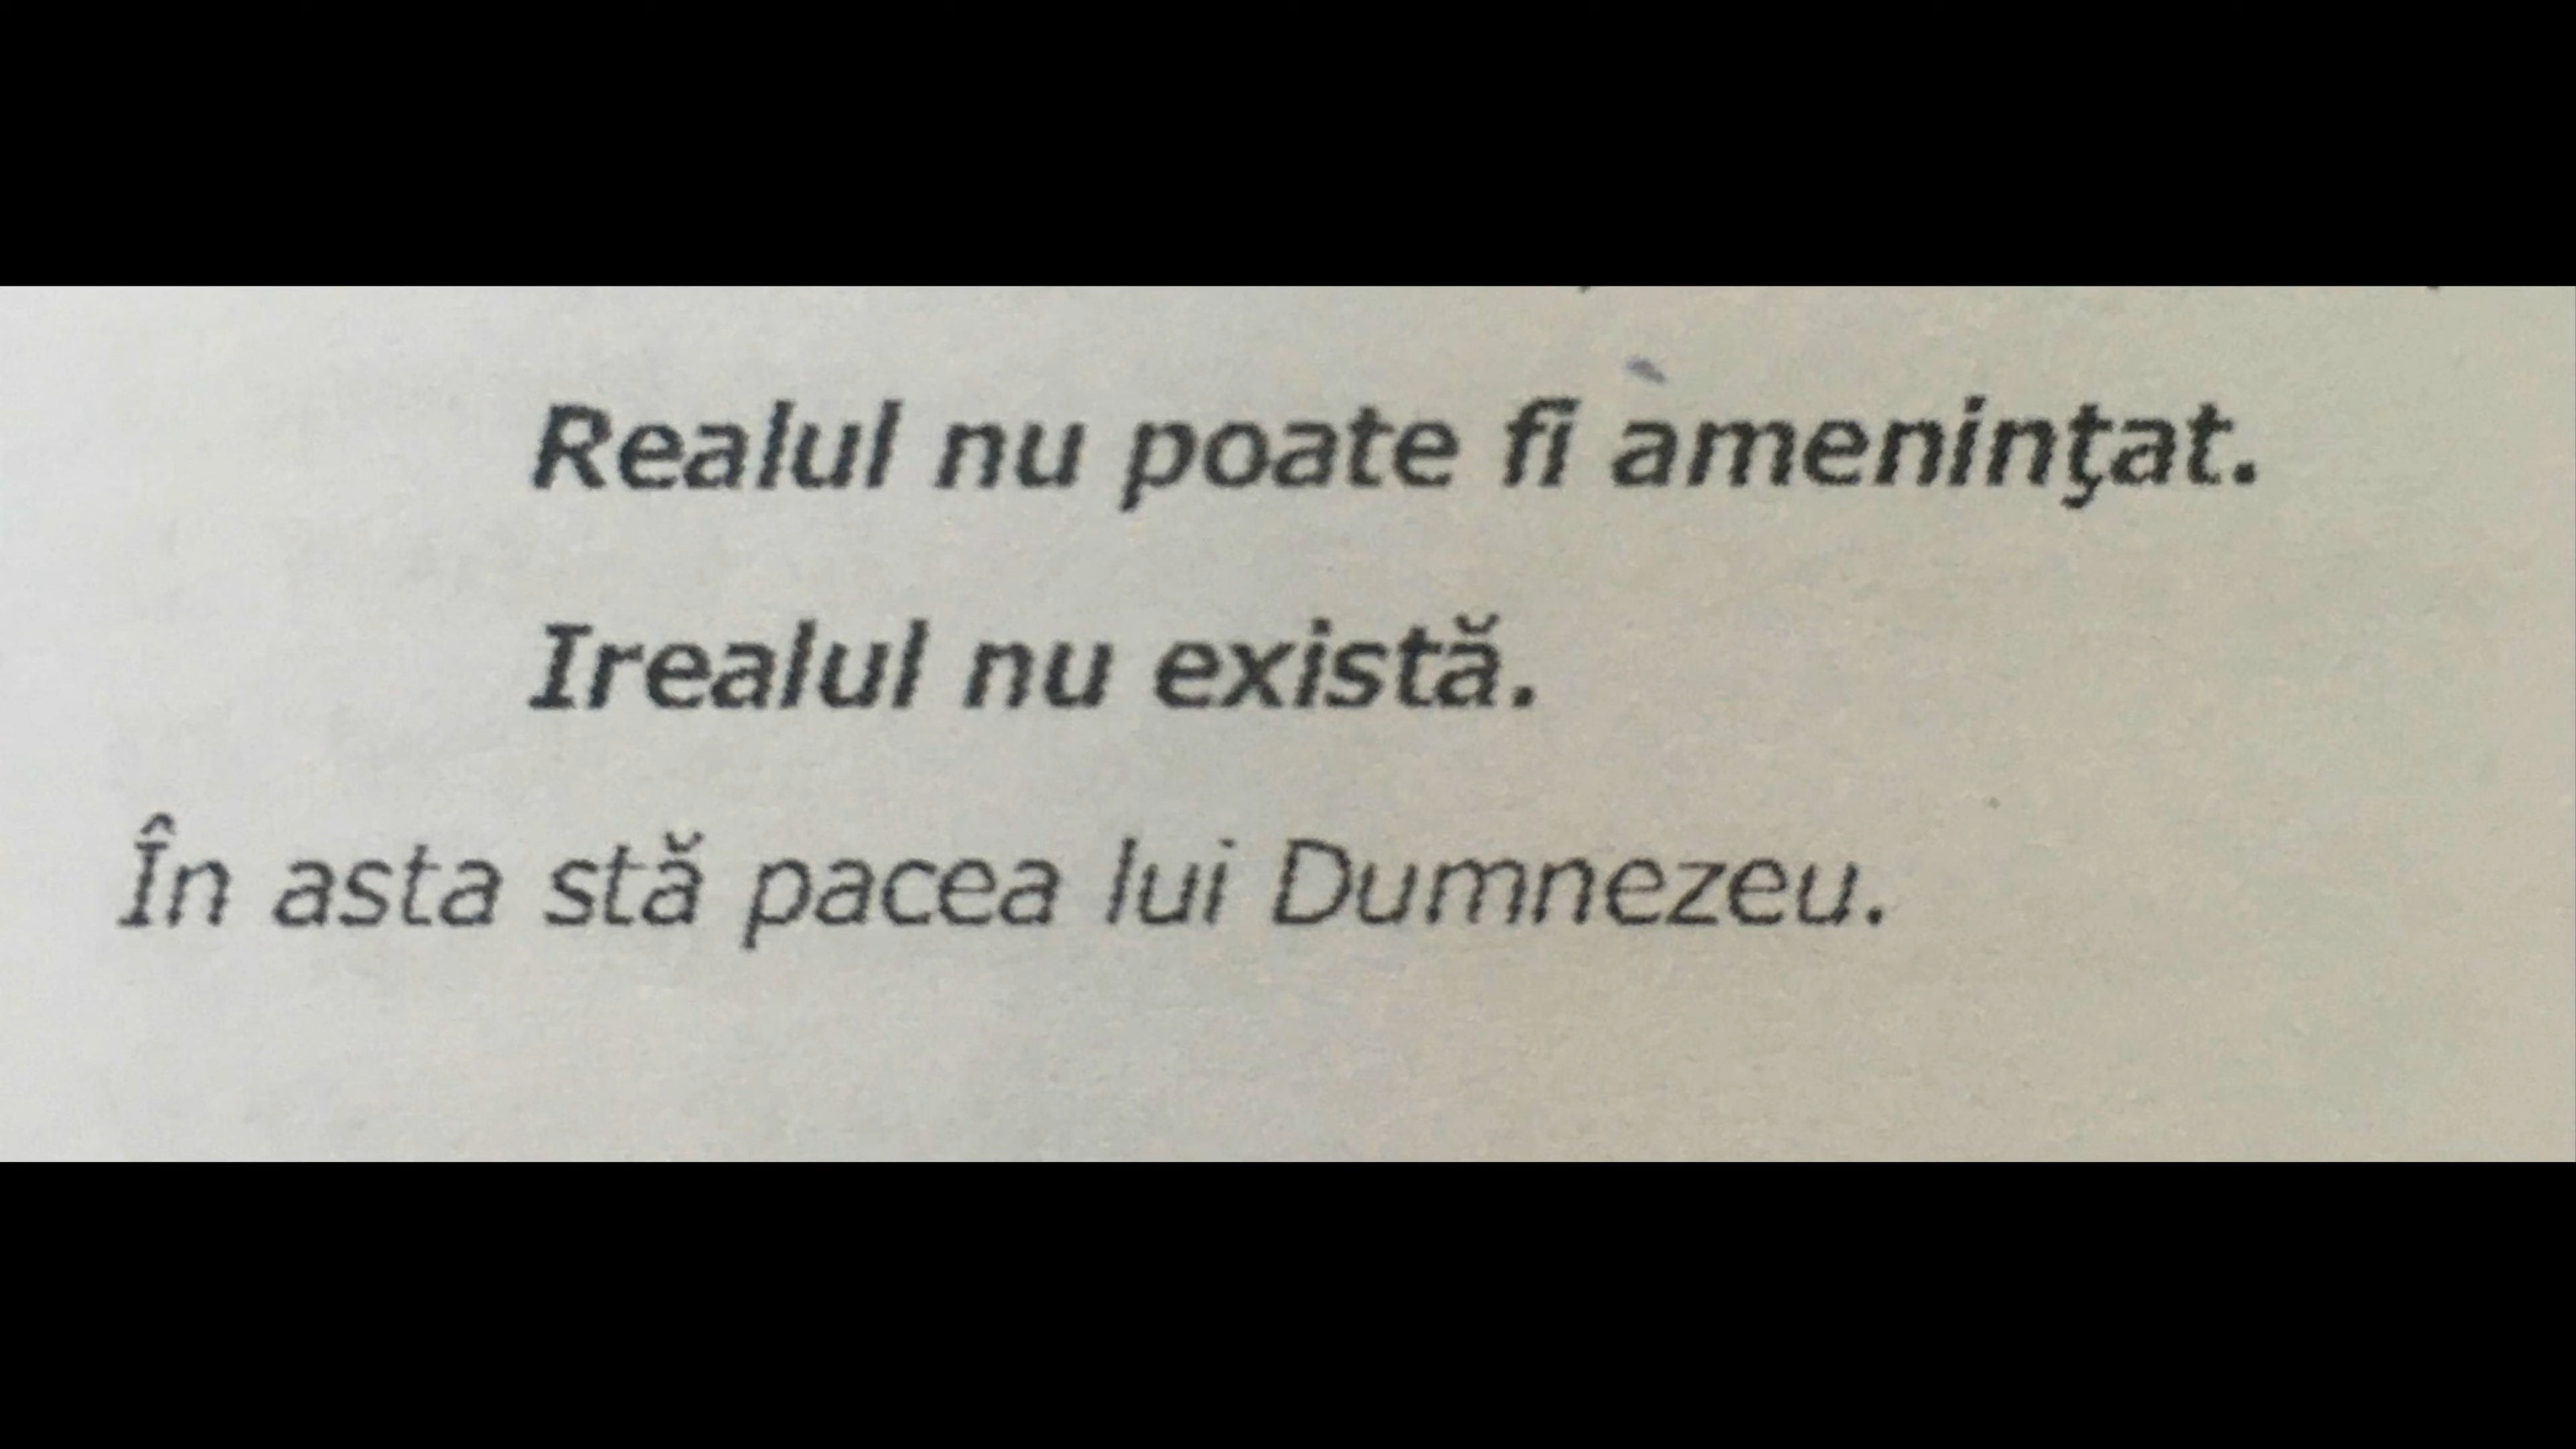 Realul nu poate fi ameninţat.
Irealul nu există.
În asta stă pacea lui Dumnezeu.